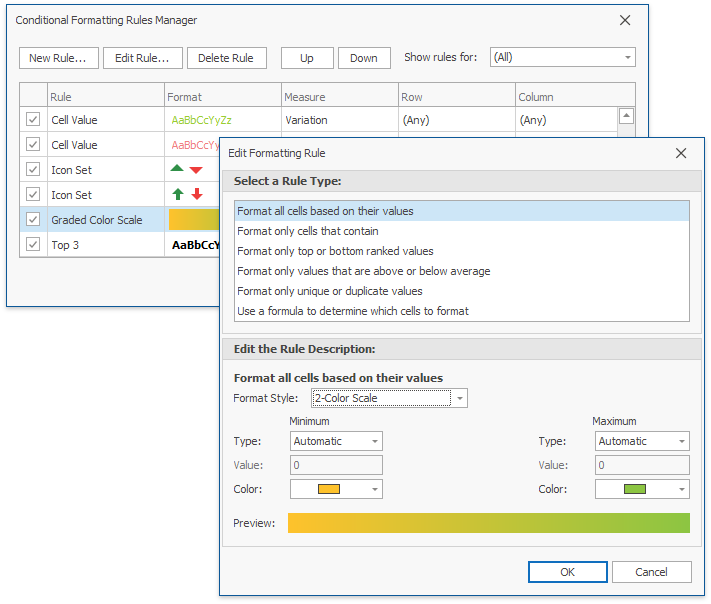 Conditional Formatting Rules Manager
New Rule... Edit Rule... Delete Rule Up Down Show rules for: (All)
Rule Format Measure Row Column
Cell Value AaBbCcYyZz Variation (Any) (Any)
Cell Value AaBbCcYy
Icon Set
Icon Set
Graded Color Scale
Top 3 AaBbCcY
Edit Formatting Rule
Select a Rule Type:
Format all cells based on their values
Format only cells that contain
Format only top or bottom ranked values
Format only values that are above or below average
Format only unique or duplicate values
Use a formula to determine which cells to format
Edit the Rule Description:
Format all cells based on their values
Format Style: 2-Color Scale
Minimum Maximum
Type: Automatic Type: Automatic
Value: 0 Value: 0
Color: Color:
Preview:
OK Cancel